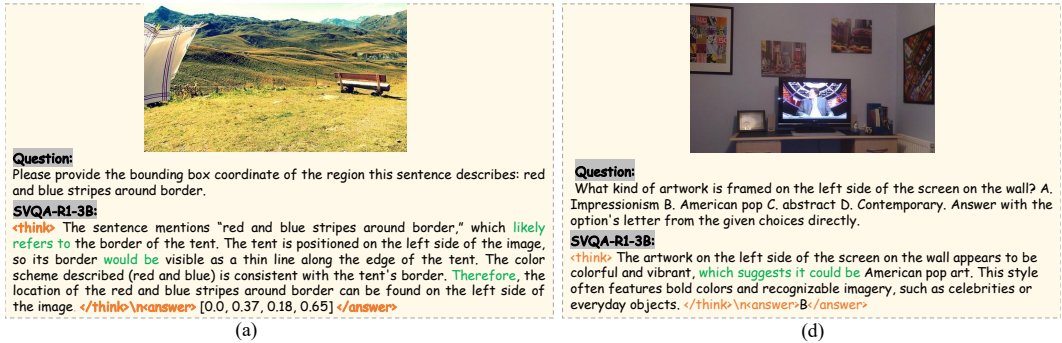 Question:
Please provide the bounding box coordinate of the region this sentence describes: red
and blue stripes around border.
SVQA-R1-3B:
<think> The sentence mentions “red and blue stripes around border,” which likely
refers to the border of the tent. The tent is positioned on the left side of the image,
so its border would be visible as a thin line along the edge of the tent. The color
scheme described (red and blue) is consistent with the tent's border. Therefore, the
location of the red and blue stripes around border can be found on the left side of
the image. </think>\n<answer> [0.0, 0.37, 0.18, 0.65] </answer>
(a)
Question:
What kind of artwork is framed on the left side of the screen on the wall? A.
Impressionism B. American pop C. abstract D. Contemporary. Answer with the
option's letter from the given choices directly.
SVQA-R1-3B:
<think> The artwork on the left side of the screen on the wall appears to be
colorful and vibrant, which suggests it could be American pop art. This style
often features bold colors and recognizable imagery, such as celebrities or
everyday objects. </think>\n<answer>B</answer>
(d)